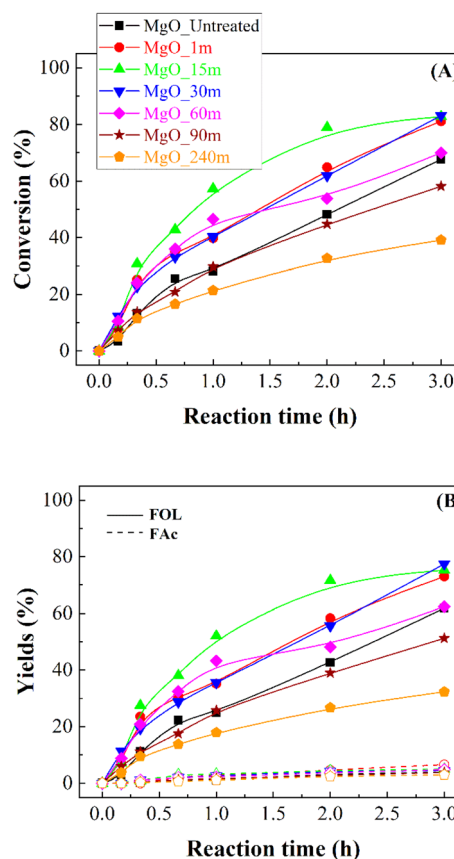 MgO_Untreated
MgO_1m
MgO_15m
MgO_30m
MgO_60m
MgO_90m
MgO_240m
(A)
100
80
60
40
20
0
Conversion (%)
0.0 0.5 1.0 1.5 2.0 2.5 3.0
Reaction time (h)
(B)
FOL
FAc
100
80
60
40
20
0
Yields (%)
0.0 0.5 1.0 1.5 2.0 2.5 3.0
Reaction time (h)